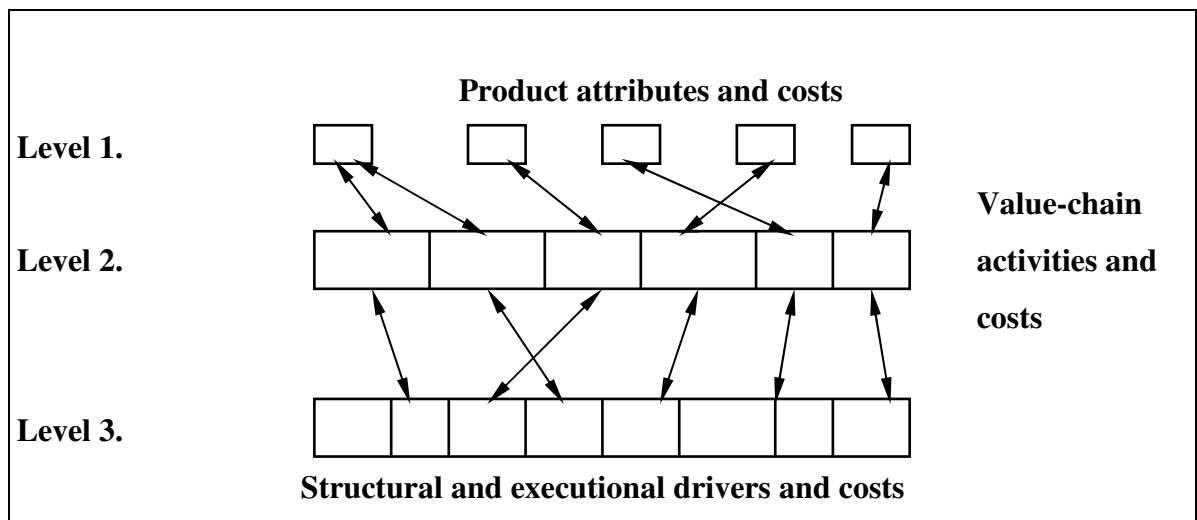 Product attributes and costs
Level 1.
Value-chain
Level 2.
activities and
costs
Level 3.
Structural and executional drivers and costs